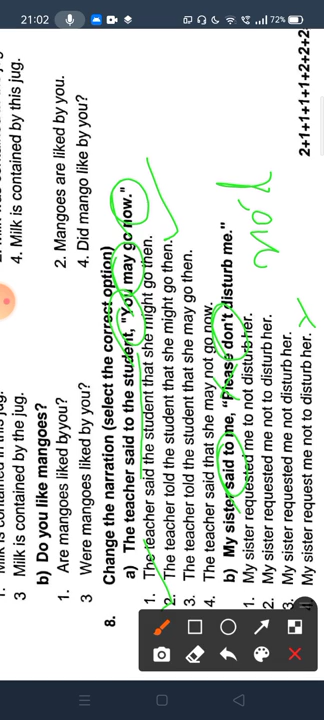 21:02
72%
4. Milk is contained by this jug.
3 Milk is contained by the jug.
b) Do you like mangoes?
1. Are mangoes liked byyou?
2. Mangoes are liked by you.
3 Were mangoes liked by you?
4. Did mango like by you?
2+1+1+1+1+2+2+2
8. Change the narration (select the correct option)
a) The teacher said to the student, "You may go now."
1. The teacher said the student that she might go then.
2. The teacher told the student that she might go then.
3. The teacher told the student that she may go then.
4. The teacher said that she may not go now.
b) My sister said to me, "Please don't disturb me."
1. My sister requested me to not disturb her.
2. My sister requested me not to disturb her.
3. My sister requested me not disturb her.
My sister request me not to disturb her.